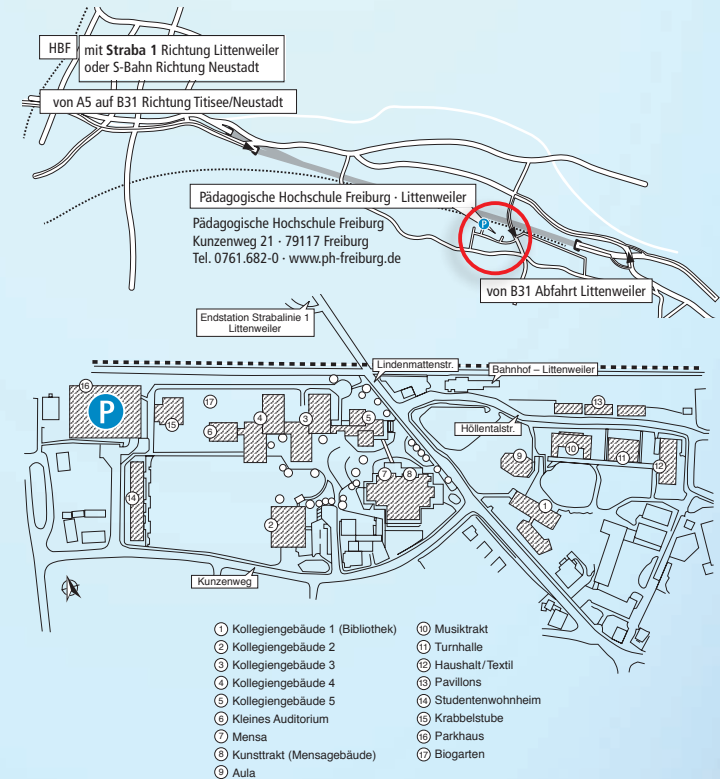 HBF
mit Straba 1 Richtung Littenweiler
oder S-Bahn Richtung Neustadt
von A5 auf B31 Richtung Titisee/Neustadt
Pädagogische Hochschule Freiburg · Littenweiler
P
Pädagogische Hochschule Freiburg
Kunzenweg 21 · 79117 Freiburg
Tel. 0761.682-0 · www.ph-freiburg.de
von B31 Abfahrt Littenweiler
Endstation Strabalinie 1
Littenweiler
Lindenmattenstr.
Bahnhof – Littenweiler
16
P
17
15
6
4
3
5
13
Höllentalstr.
9
10
11
12
14
7
8
1
2
Kunzenweg
1 Kollegiengebäude 1 (Bibliothek)
2 Kollegiengebäude 2
3 Kollegiengebäude 3
4 Kollegiengebäude 4
5 Kollegiengebäude 5
6 Kleines Auditorium
7 Mensa
8 Kunsttrakt (Mensagebäude)
9 Aula
10 Musiktrakt
11 Turnhalle
12 Haushalt/Textil
13 Pavillons
14 Studentenwohnheim
15 Krabbelstube
16 Parkhaus
17 Biogarten